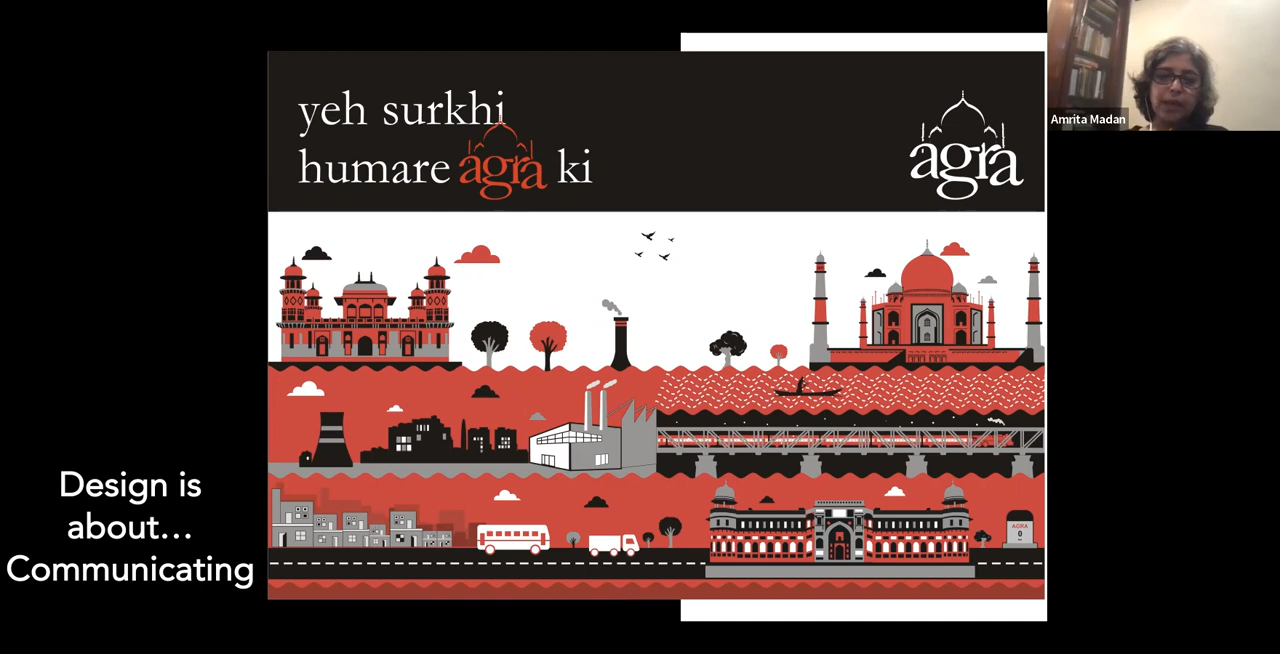 yeh surkhi
humare agra ki
agra
Amrita Madan
AGRA
0
Design is
about...
Communicating